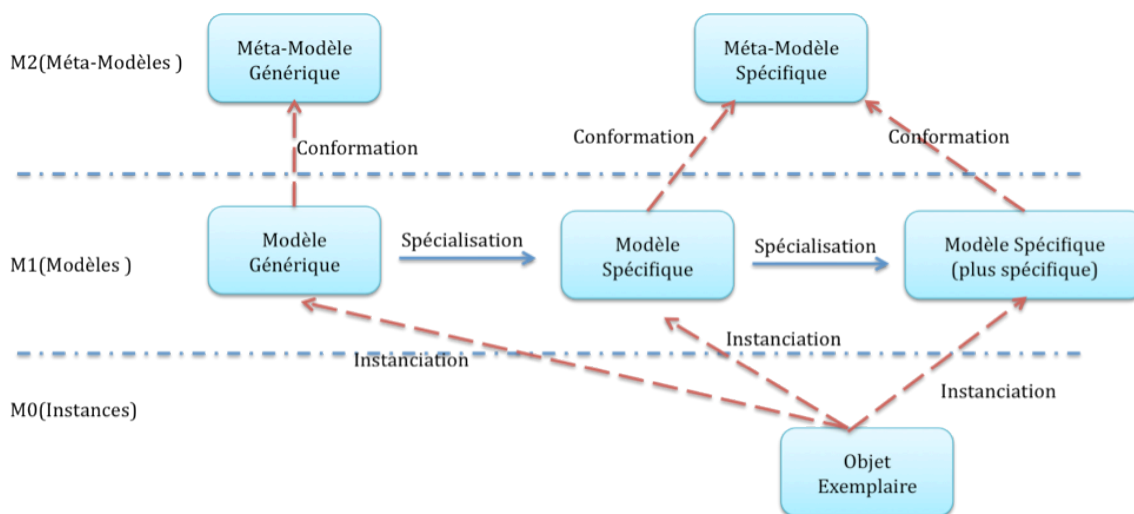 M2(Méta-Modèles )
Méta-Modèle
Générique
Méta-Modèle
Spécifique
Conformation
Conformation
Conformation
M1(Modèles )
Modèle
Générique
Spécialisation
Modèle
Spécifique
Spécialisation
Modèle Spécifique
(plus spécifique)
Instanciation
Instanciation
Instanciation
M0(Instances)
Objet
Exemplaire